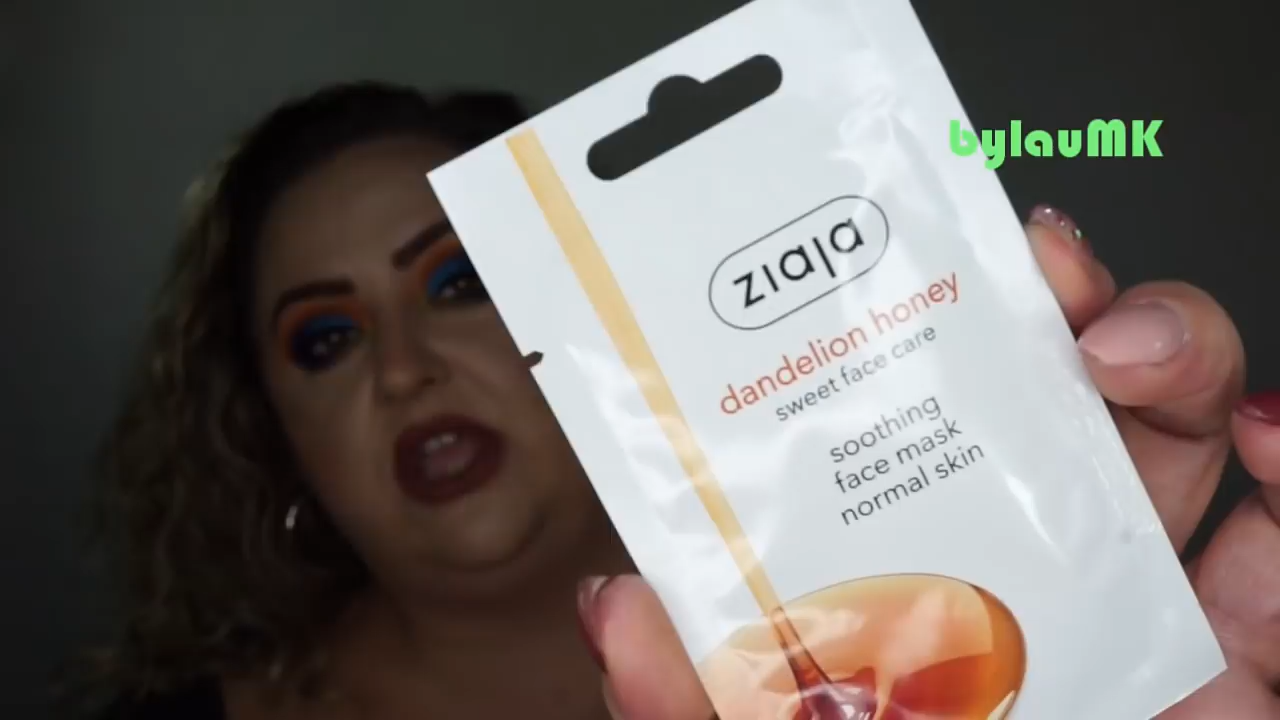 bylauMK
ziaja
dandelion honey
sweet face care
soothing
face mask
normal skin